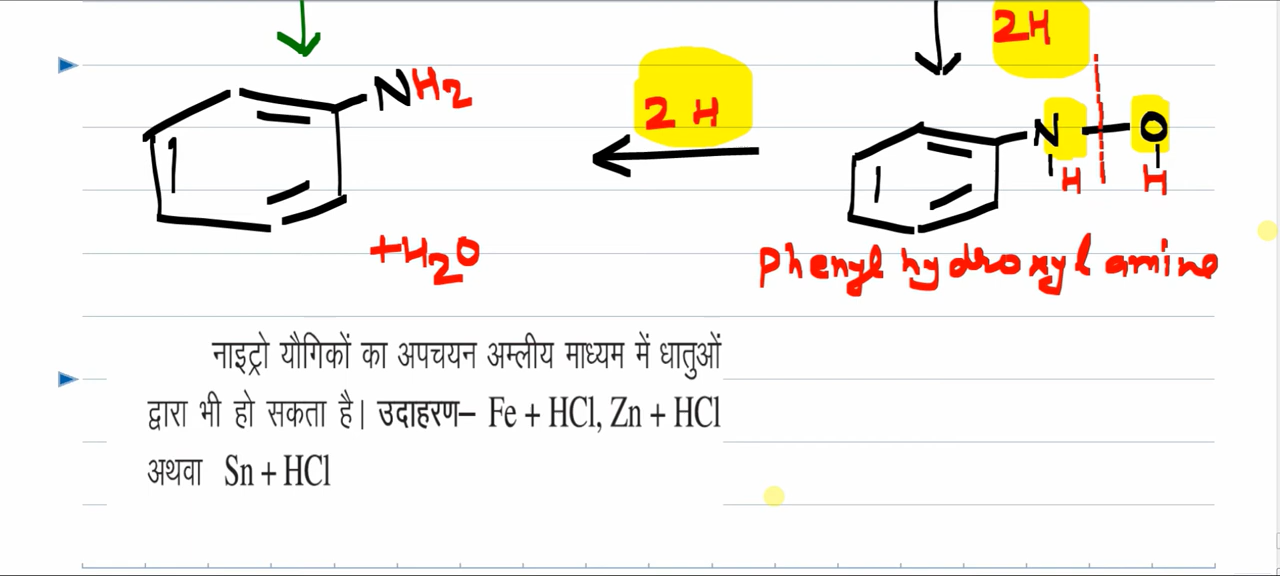 2H
NH2
2 H
N
O
H
H
+H2O
Phenyl hydroxyl amine
नाइट्रो यौगिकों का अपचयन अम्लीय माध्यम में धातुओं
द्वारा भी हो सकता है। उदाहरण– Fe + HCl, Zn + HCl
अथवा Sn + HCl